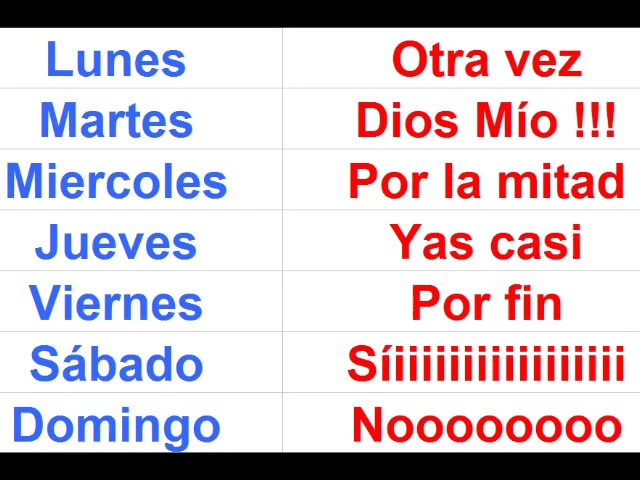 Lunes Otra vez
Martes Dios Mío !!!
Miercoles Por la mitad
Jueves Yas casi
Viernes Por fin
Sábado Síiiiiiiiiiiiiiiiiii
Domingo Noooooooo